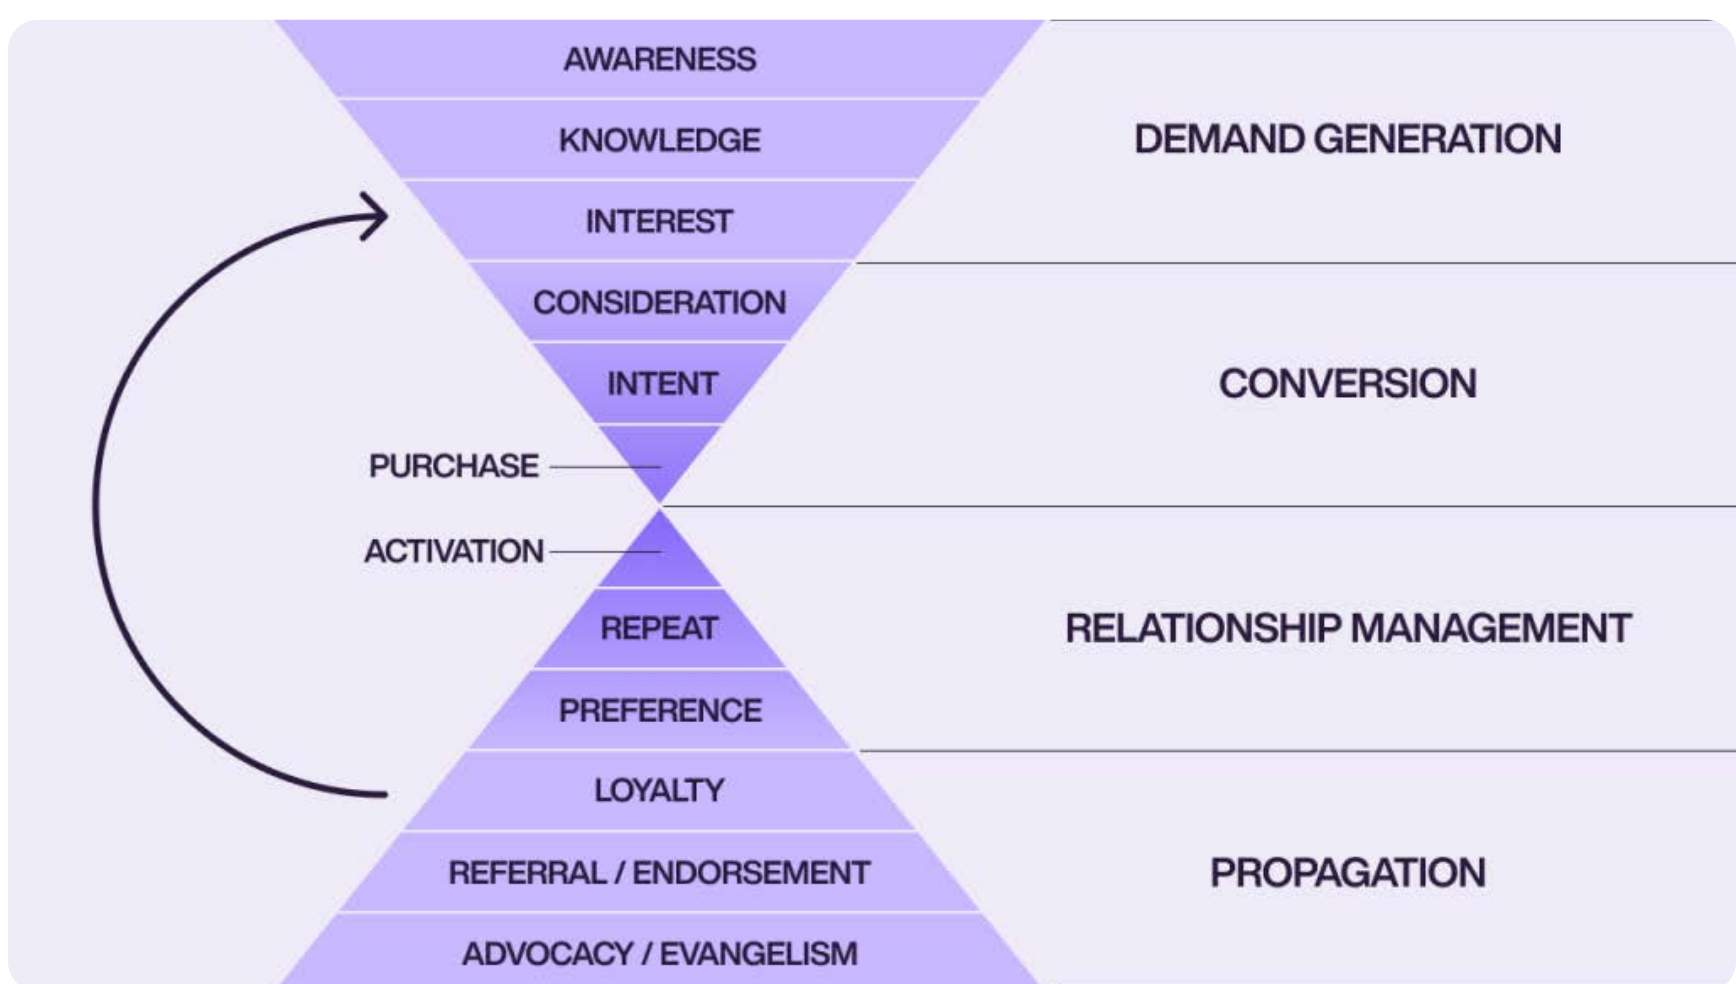 AWARENESS
KNOWLEDGE
INTEREST
DEMAND GENERATION
CONSIDERATION
INTENT
PURCHASE
CONVERSION
ACTIVATION
REPEAT
PREFERENCE
RELATIONSHIP MANAGEMENT
LOYALTY
REFERRAL / ENDORSEMENT
ADVOCACY / EVANGELISM
PROPAGATION